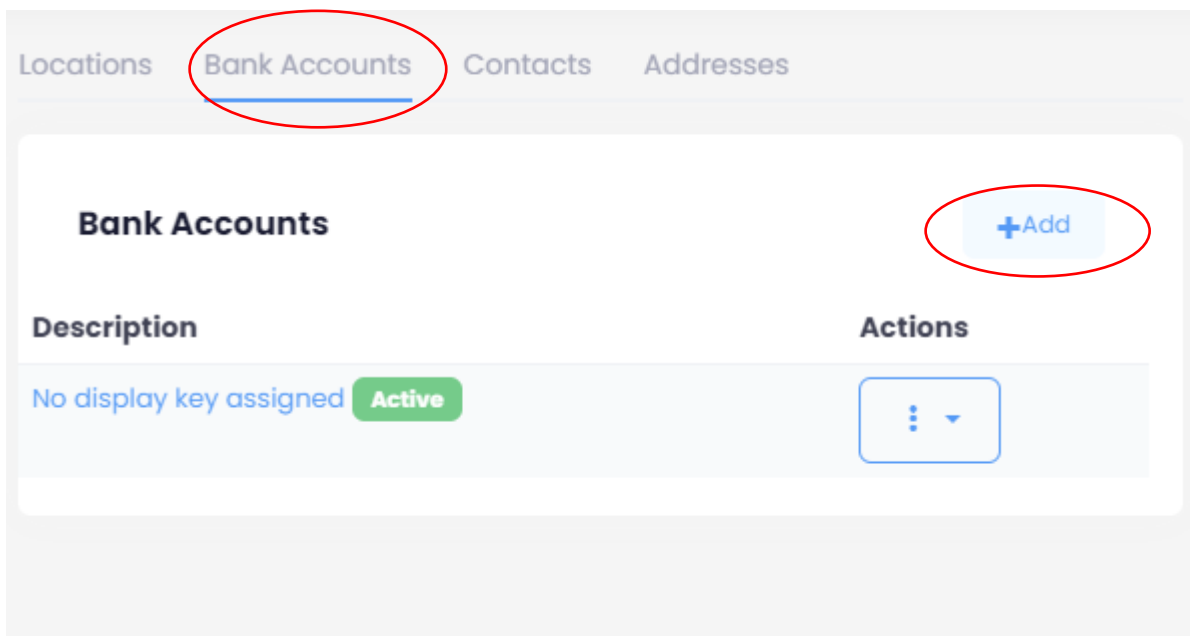 Locations Bank Accounts Contacts Addresses
Bank Accounts +Add
Description Actions
No display key assigned Active